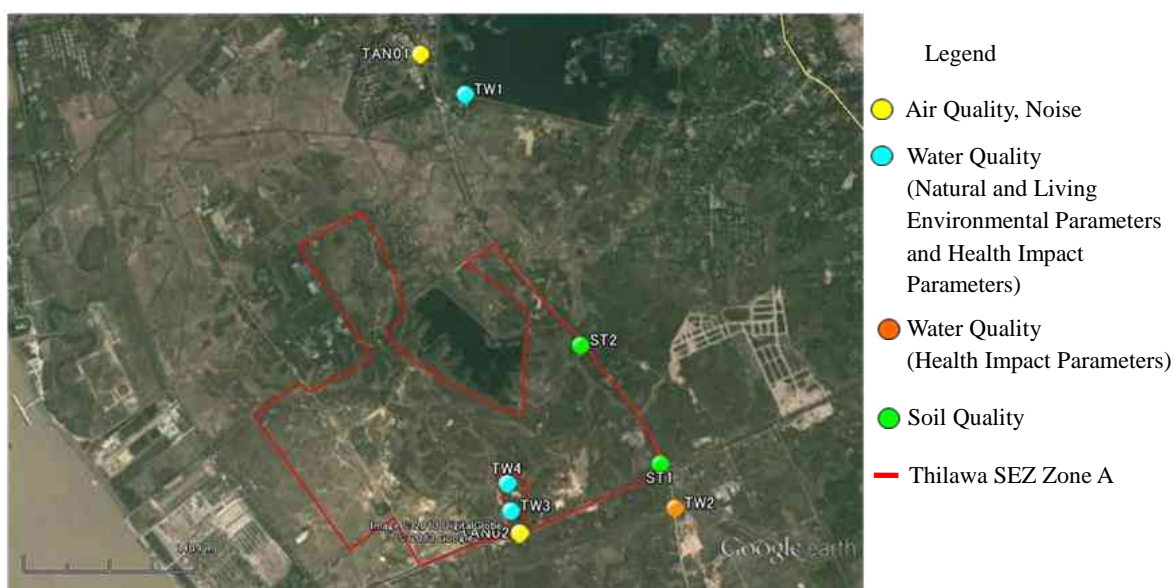 TAN01
TW1
ST2
ST1
TW4
TW3
TAN02
TW2
Google earth
Legend
Air Quality, Noise
Water Quality
(Natural and Living
Environmental Parameters
and Health Impact
Parameters)
Water Quality
(Health Impact Parameters)
Soil Quality
Thilawa SEZ Zone A